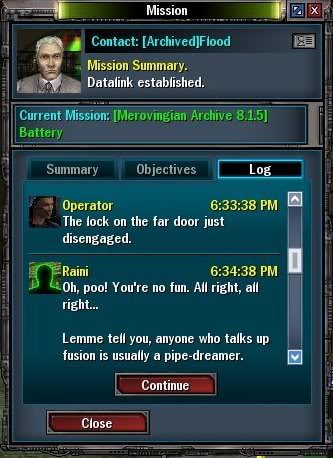 Mission
Contact: [Archived]Flood
Mission Summary.
Datalink established.
Current Mission: [Merovingian Archive 8.1.5]
Battery
Summary
Objectives
Log
Operator 6:33:38 PM
The lock on the far door just
disengaged.
Raini 6:34:38 PM
Oh, poo! You're no fun. All right, all
right...
Lemme tell you, anyone who talks up
fusion is usually a pipe-dreamer.
Continue
Close